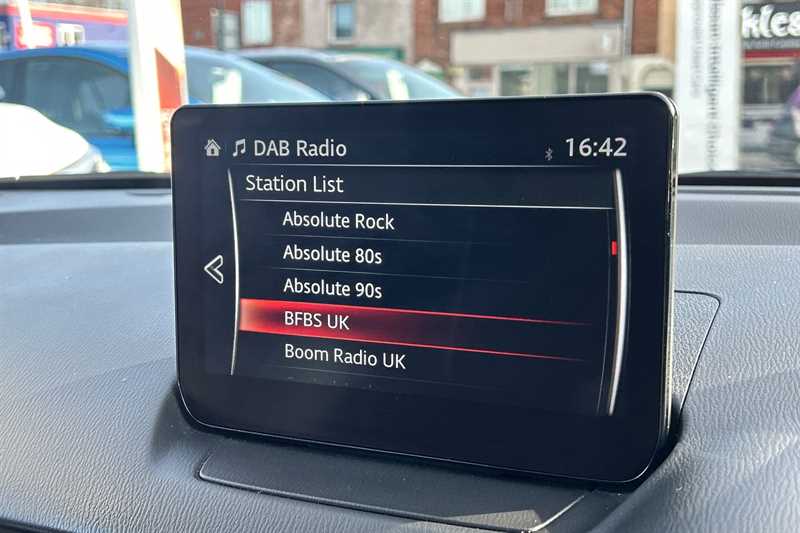 DAB Radio
16:42
Station List
Absolute Rock
Absolute 80s
Absolute 90s
BFBS UK
Boom Radio UK